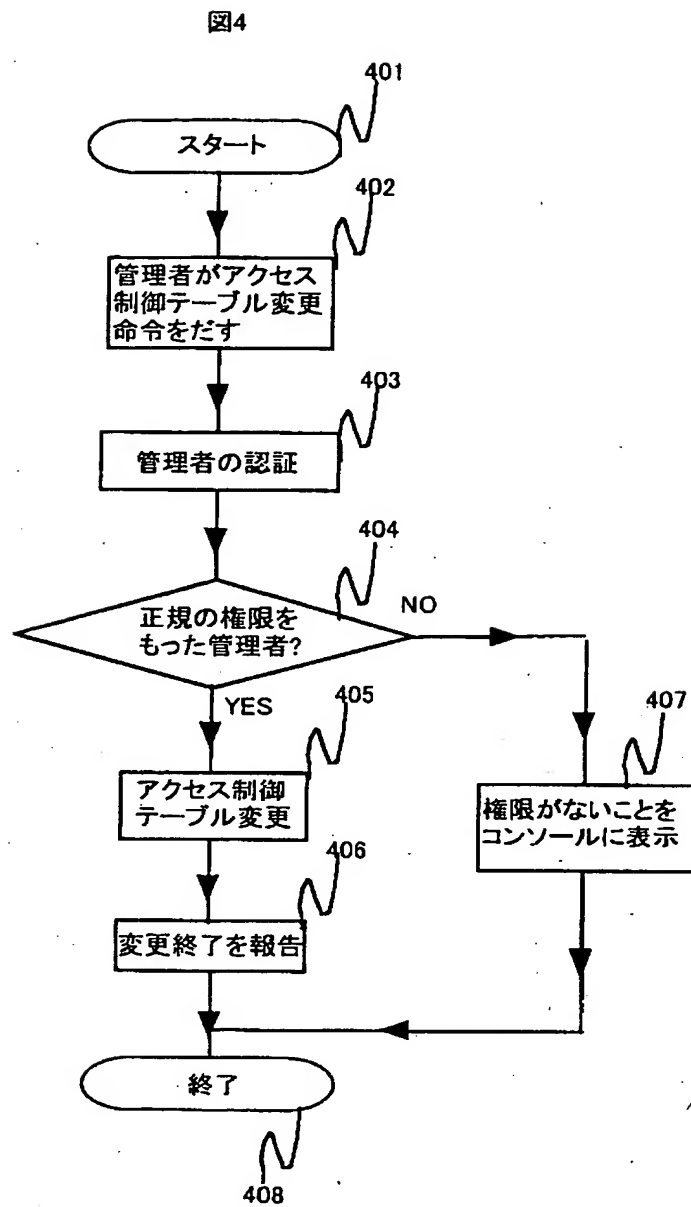 図4
401
スタート
402
管理者がアクセス
制御テーブル変更
命令をだす
403
管理者の認証
404
正規の権限を
もった管理者?
NO
YES
405
アクセス制御
テーブル変更
407
権限がないことを
コンソールに表示
406
変更終了を報告
終了
408